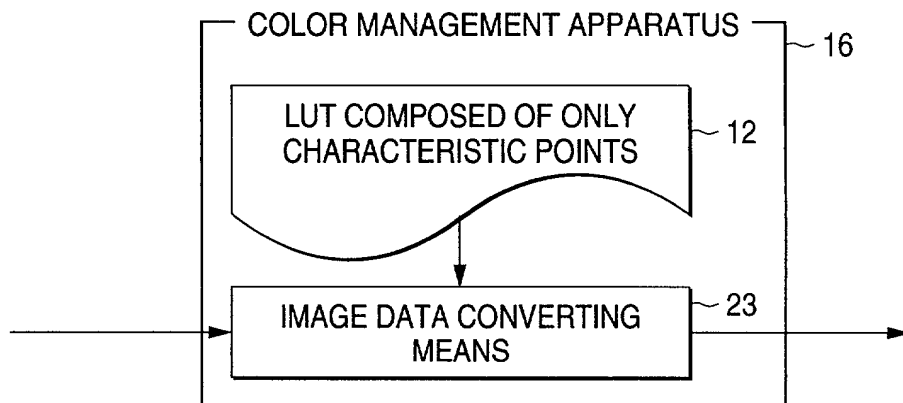 COLOR MANAGEMENT APPARATUS
16
LUT COMPOSED OF ONLY
CHARACTERISTIC POINTS
12
IMAGE DATA CONVERTING
MEANS
23